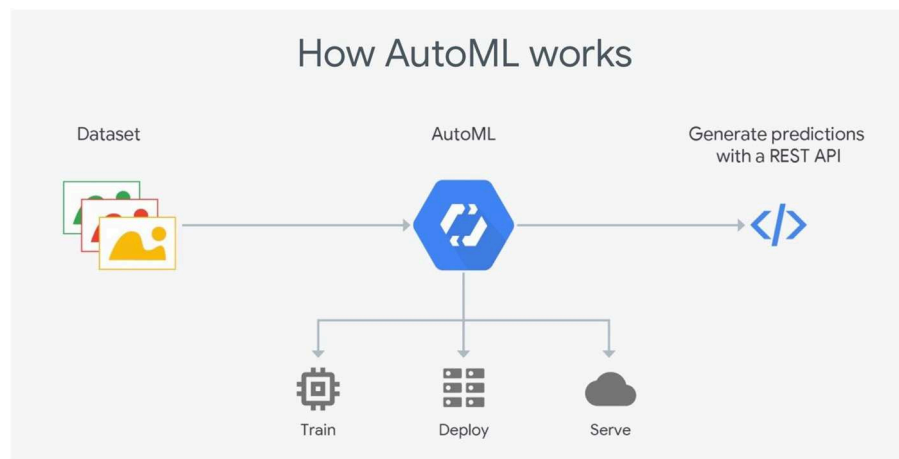 How AutoML works
Dataset
AutoML
Generate predictions
with a REST API
Train
Deploy
Serve